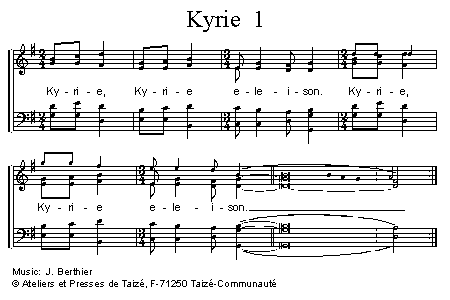 Kyrie 1
Ky - ri - e, Ky - ri - e e - le - i - son. Ky - ri - e,
Ky - ri - e e - le - i - son.
Music: J. Berthier
© Ateliers et Presses de Taizé, F-71250 Taizé-Communauté